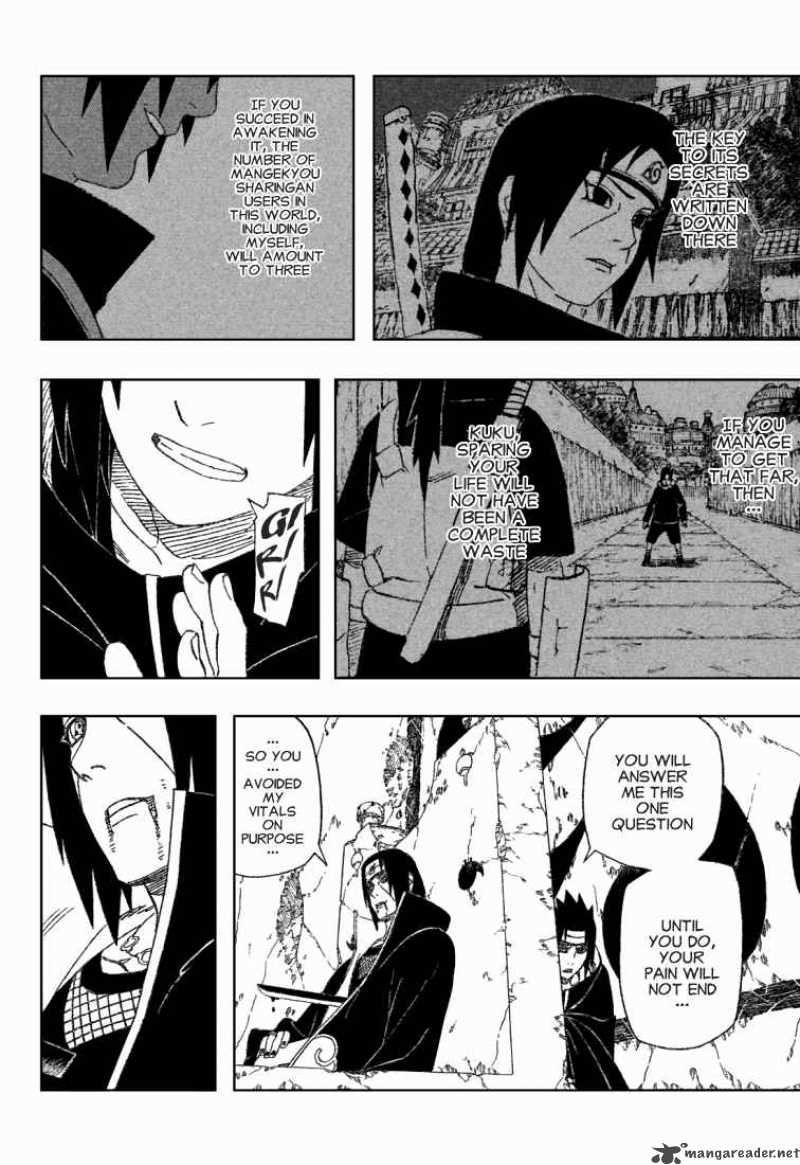 THE KEY
TO ITS
SECRETS
ARE
WRITTEN
DOWN
THERE
IF YOU
SUCCEED IN
AWAKENING
IT, THE
NUMBER OF
MANGEKYOU
SHARINGAN
USERS IN
THIS WORLD,
INCLUDING
MYSELF,
WILL AMOUNT
TO THREE
IF YOU
MANAGE
TO GET
THAT FAR,
THEN
...
KUKU,
SPARING
YOUR
LIFE WILL
NOT HAVE
BEEN A
COMPLETE
WASTE
GI
RI
RI
YOU WILL
ANSWER
ME THIS
ONE
QUESTION
UNTIL
YOU DO,
YOUR
PAIN WILL
NOT END
...
...
SO YOU
...
AVOIDED
MY
VITALS
ON
PURPOSE
...
mangareader.net